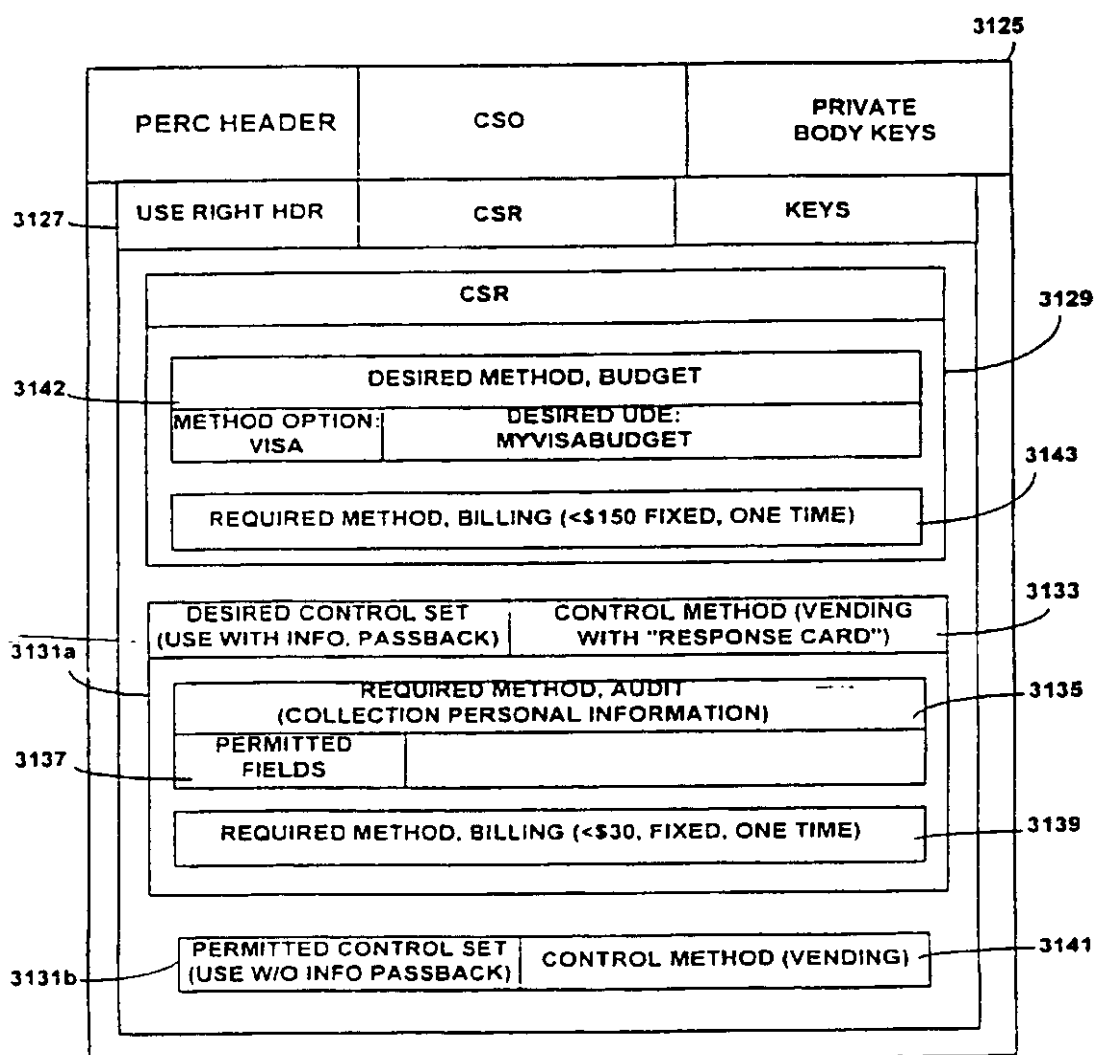 3125
PERC HEADER
CSO
PRIVATE
BODY KEYS
3127
USE RIGHT HDR
CSR
KEYS
CSR
3129
3142
DESIRED METHOD, BUDGET
METHOD OPTION:
VISA
DESIRED UDE:
MYVISABUDGET
3143
REQUIRED METHOD, BILLING (<$150 FIXED, ONE TIME)
3133
DESIRED CONTROL SET
(USE WITH INFO. PASSBACK)
CONTROL METHOD (VENDING
WITH "RESPONSE CARD")
3131a
REQUIRED METHOD, AUDIT
(COLLECTION PERSONAL INFORMATION)
3135
3137
PERMITTED
FIELDS
REQUIRED METHOD, BILLING (<$30, FIXED, ONE TIME)
3139
PERMITTED CONTROL SET
(USE W/O INFO PASSBACK)
CONTROL METHOD (VENDING)
3141
3131b